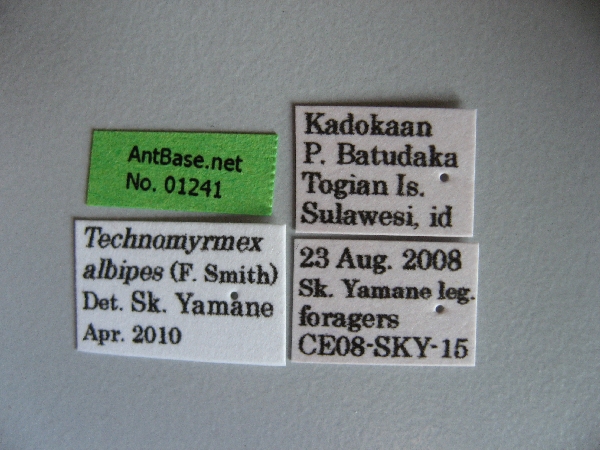 AntBase.net
No. 01241
Technomyrmex
albipes (F. Smith)
Det. Sk. Yamane
Apr. 2010
Kadokaan
P. Batudaka
Togian Is.
Sulawesi, id
23 Aug. 2008
Sk. Yamane leg.
foragers
CE08-SKY-15